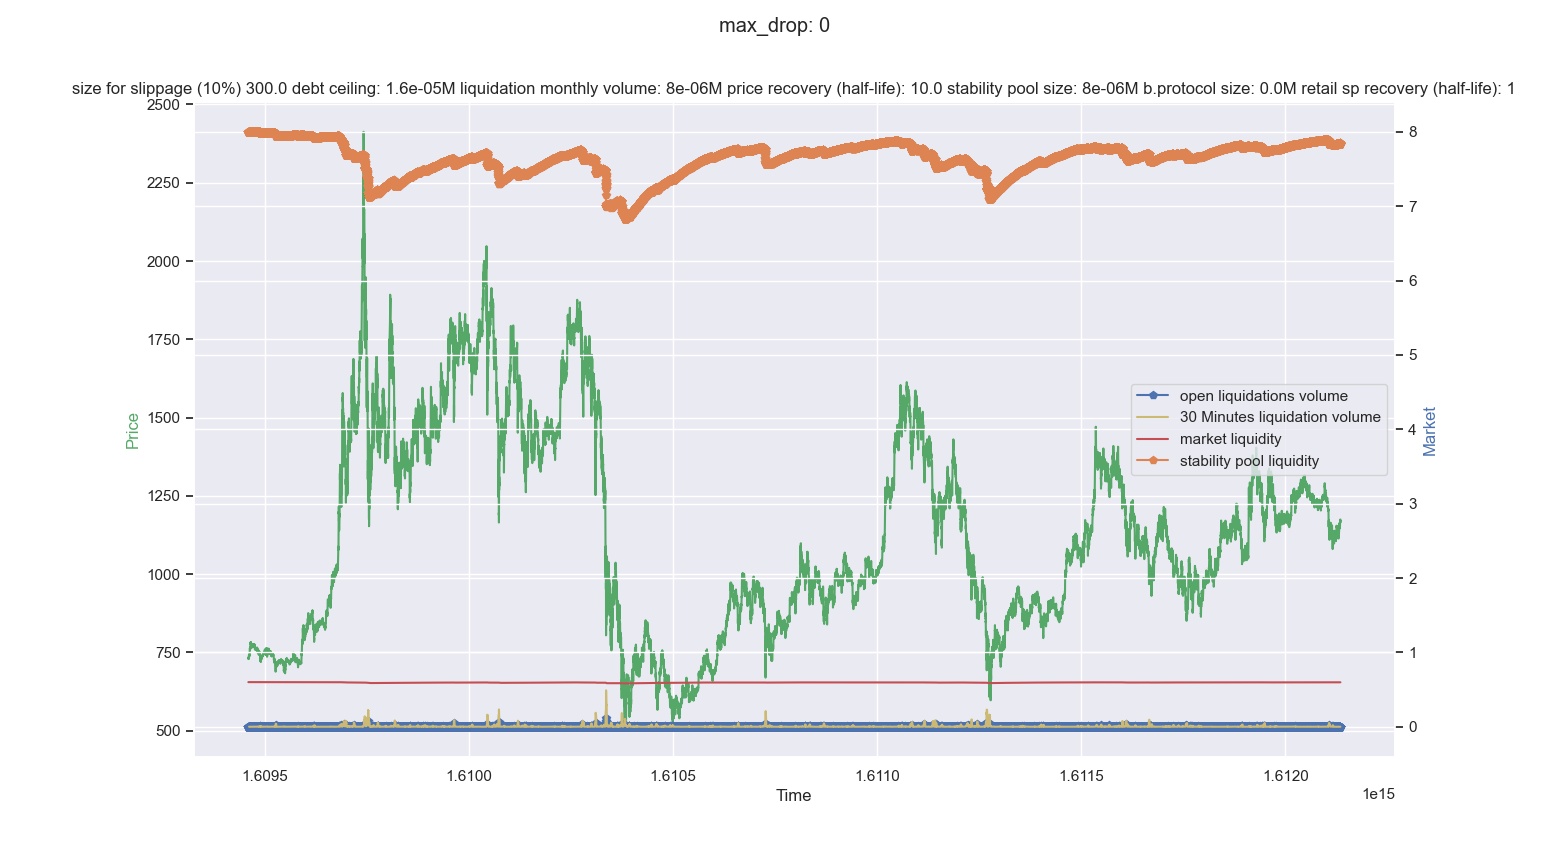 max_drop: 0
size for slippage (10%) 300.0 debt ceiling: 1.6e-05M liquidation monthly volume: 8e-06M price recovery (half-life): 10.0 stability pool size: 8e-06M b.protocol size: 0.0M retail sp recovery (half-life): 1
2500
2250
2000
1750
1500
1250
1000
750
500
Price
8
7
6
5
4
3
2
1
0
Market
open liquidations volume
30 Minutes liquidation volume
market liquidity
stability pool liquidity
1.6095
1.6100
1.6105
1.6110
1.6115
1.6120
Time
1e15